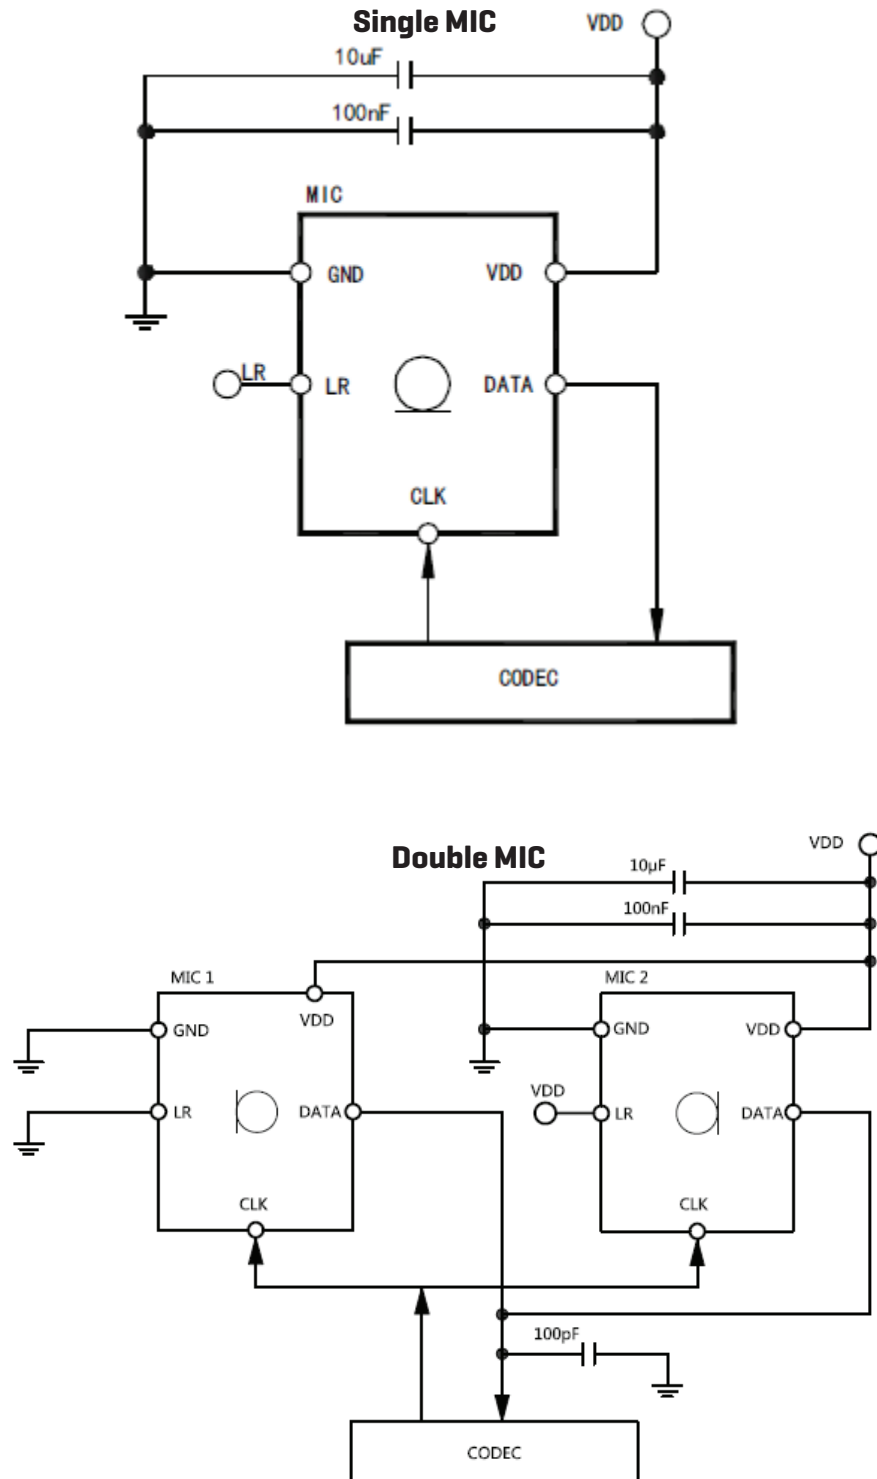 Single MIC
VDD
10uF
100nF
MIC
GND
VDD
LR
LR
DATA
CLK
CODEC
Double MIC
VDD
10µF
100nF
MIC 1
MIC 2
VDD
GND
GND
VDD
VDD
LR
DATA
LR
DATA
CLK
CLK
100pF
CODEC